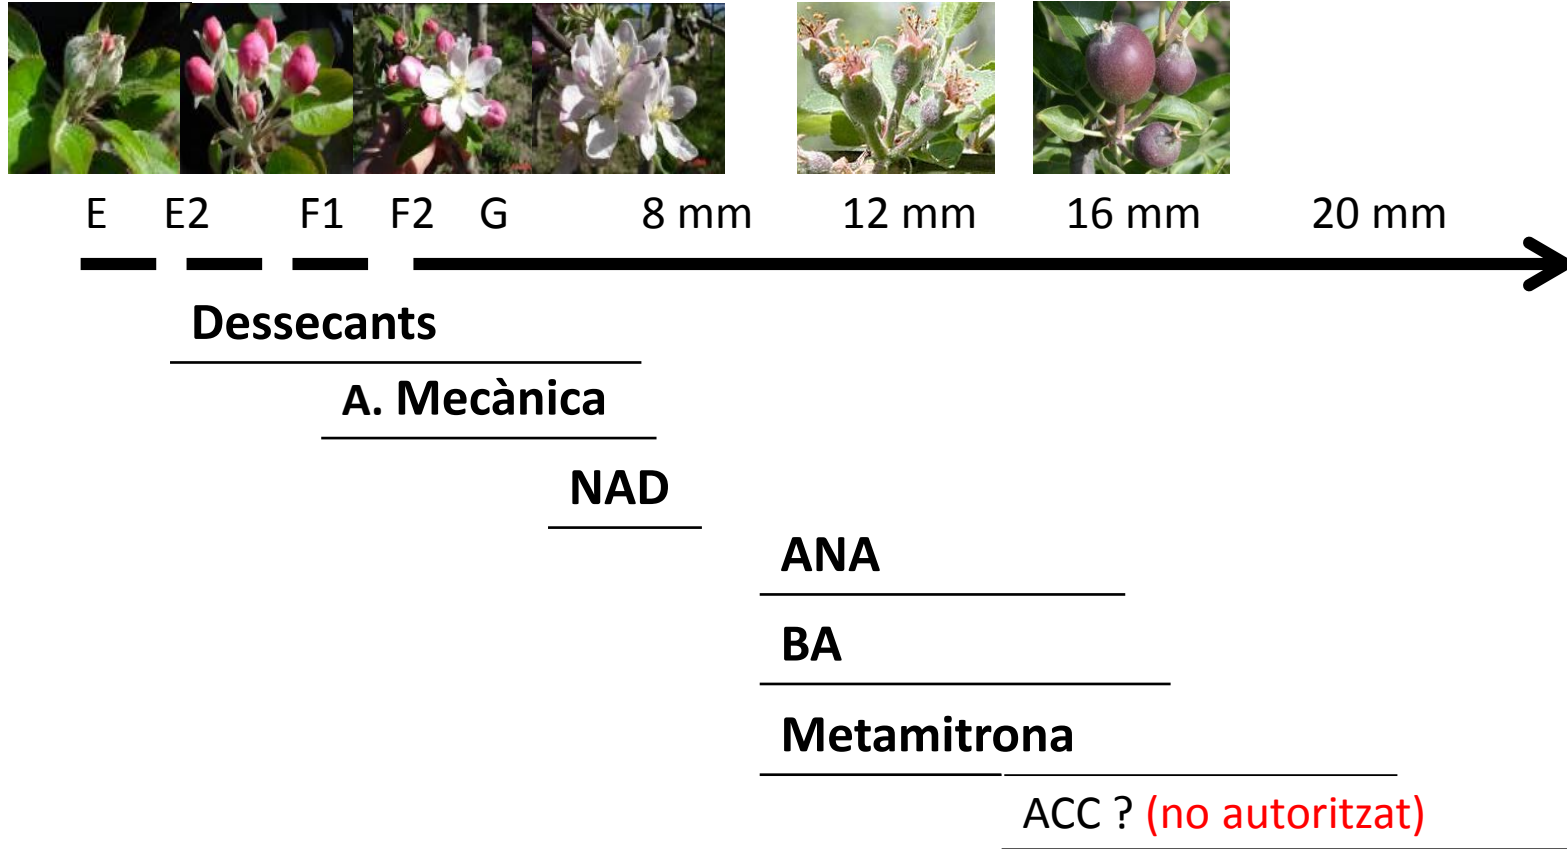 E E2 F1 F2 G 8 mm 12 mm 16 mm 20 mm
Dessecants
A. Mecànica
NAD
ANA
BA
Metamitrona
ACC ? (no autoritzat)